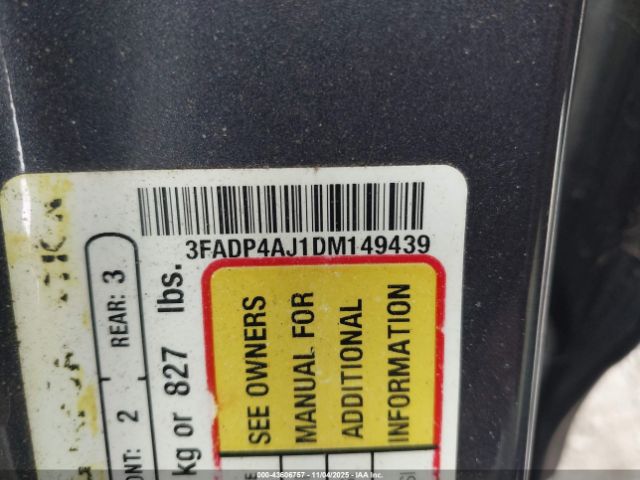 3FADP4AJ1DM149439
REAR: 3
2
kg or 827 lbs.
SEE OWNERS
MANUAL FOR
ADDITIONAL
INFORMATION
000-43606757 - 11/04/2025 - © 2025 IAA Inc.